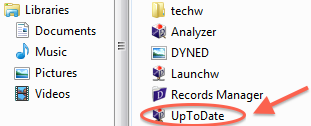 Libraries
Documents
Music
Pictures
Videos
techw
Analyzer
DYNED
Launchw
Records Manager
UpToDate